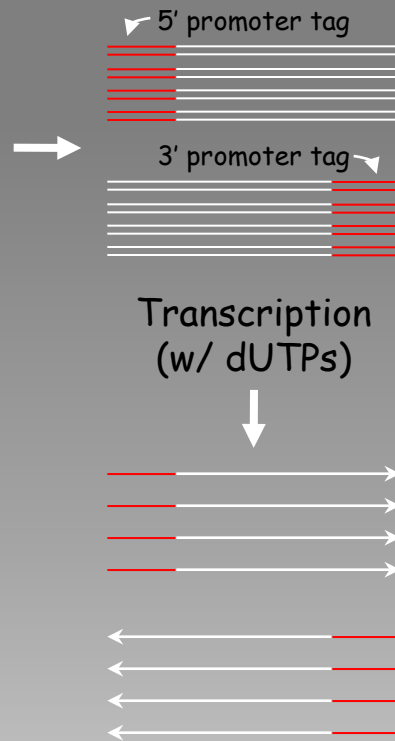 5’ promoter tag
3’ promoter tag
Transcription
(w/ dUTPs)